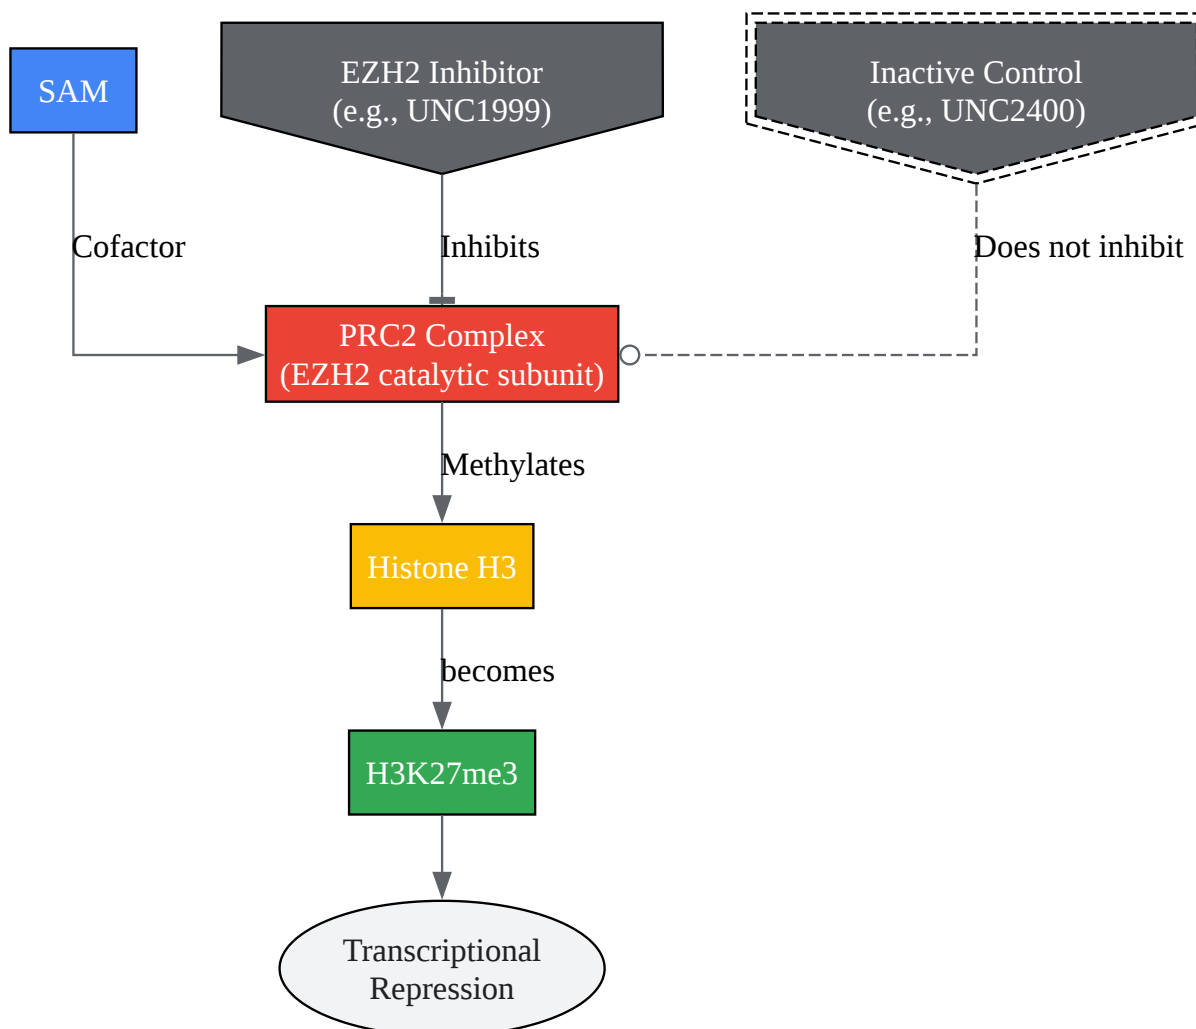 SAM
EZH2 Inhibitor
(e.g., UNC1999)
Inactive Control
(e.g., UNC2400)
Cofactor
Inhibits
Does not inhibit
PRC2 Complex
(EZH2 catalytic subunit)
Methylates
Histone H3
becomes
H3K27me3
Transcriptional
Repression